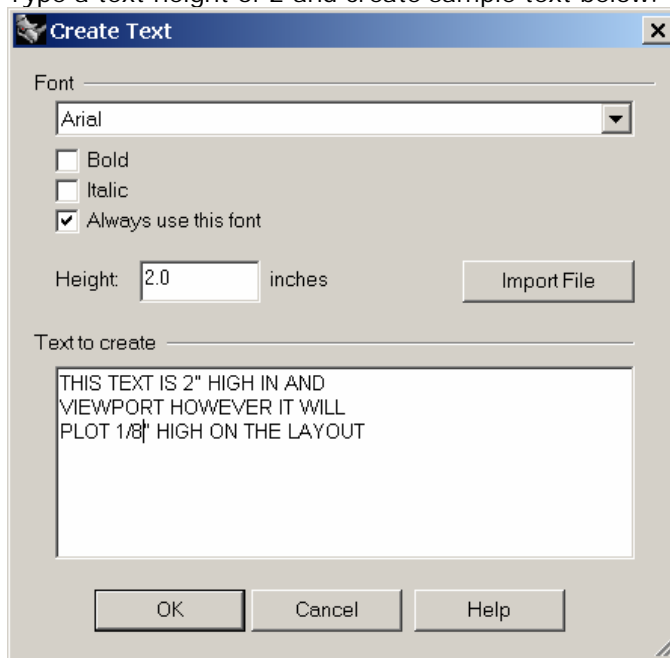 Type a text height of 2 and create sample text below.
Create Text
Font
Arial
Bold
Italic
Always use this font
Height: 2.0 inches Import File
Text to create
THIS TEXT IS 2" HIGH IN AND
VIEWPORT HOWEVER IT WILL
PLOT 1/8" HIGH ON THE LAYOUT
OK Cancel Help